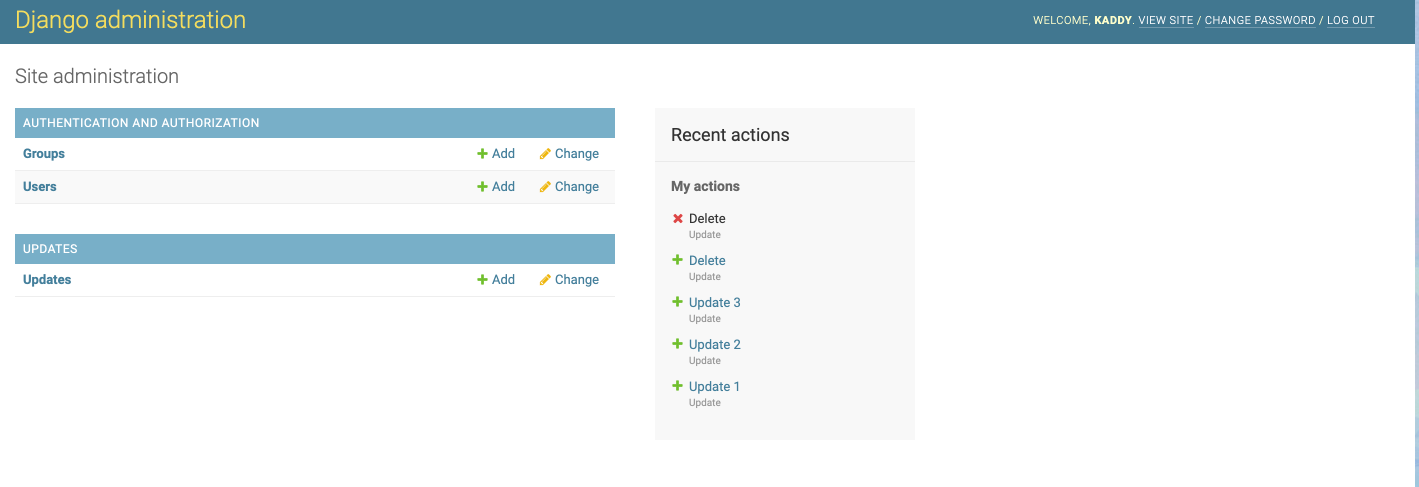 Django administration
WELCOME, KADDY. VIEW SITE / CHANGE PASSWORD / LOG OUT
Site administration
AUTHENTICATION AND AUTHORIZATION
Groups Add Change
Users Add Change
UPDATES
Updates Add Change
Recent actions
My actions
Delete
Update
Delete
Update
Update 3
Update
Update 2
Update
Update 1
Update